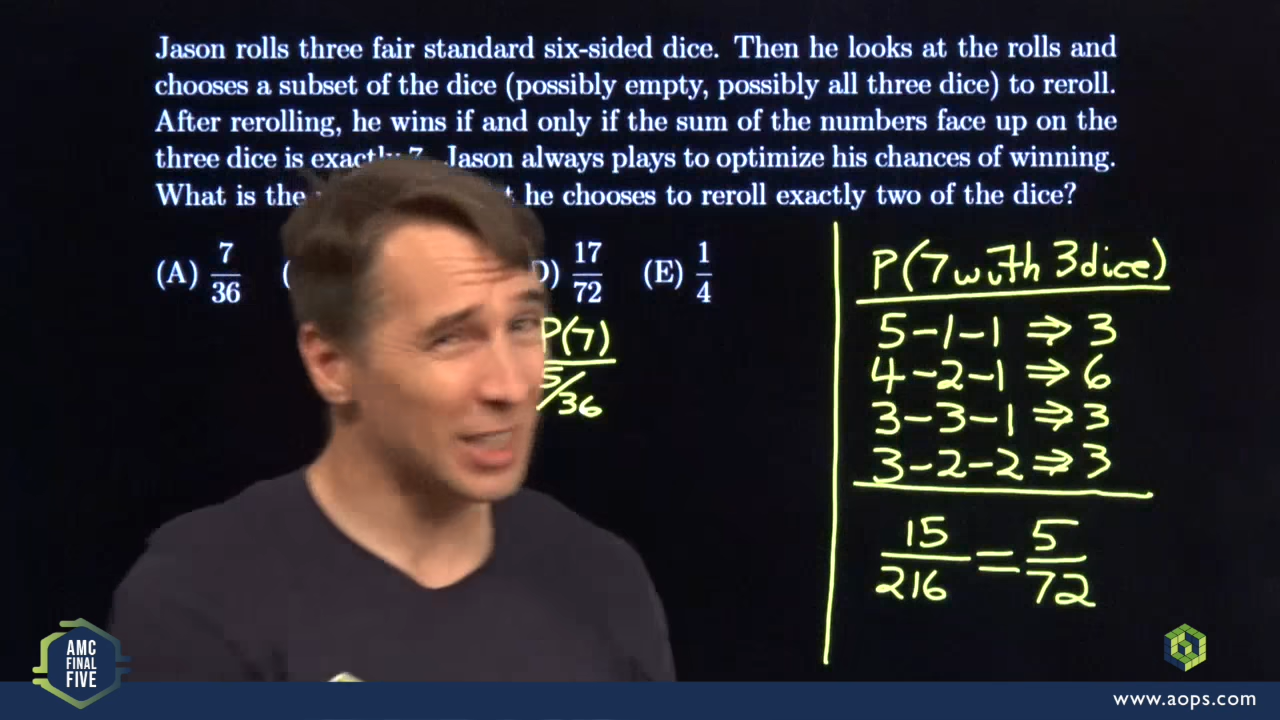 Jason rolls three fair standard six-sided dice. Then he looks at the rolls and
chooses a subset of the dice (possibly empty, possibly all three dice) to reroll.
After rerolling, he wins if and only if the sum of the numbers face up on the
three dice is exactly 7. Jason always plays to optimize his chances of winning.
What is the he chooses to reroll exactly two of the dice?
(A) 7/36 ( D) 17/72 (E) 1/4
P(7)
5/36
P(7 with 3 dice)
5-1-1 ⇒ 3
4-2-1 ⇒ 6
3-3-1 ⇒ 3
3-2-2 ⇒ 3
15/216 = 5/72
AMC
FINAL
FIVE
www.aops.com